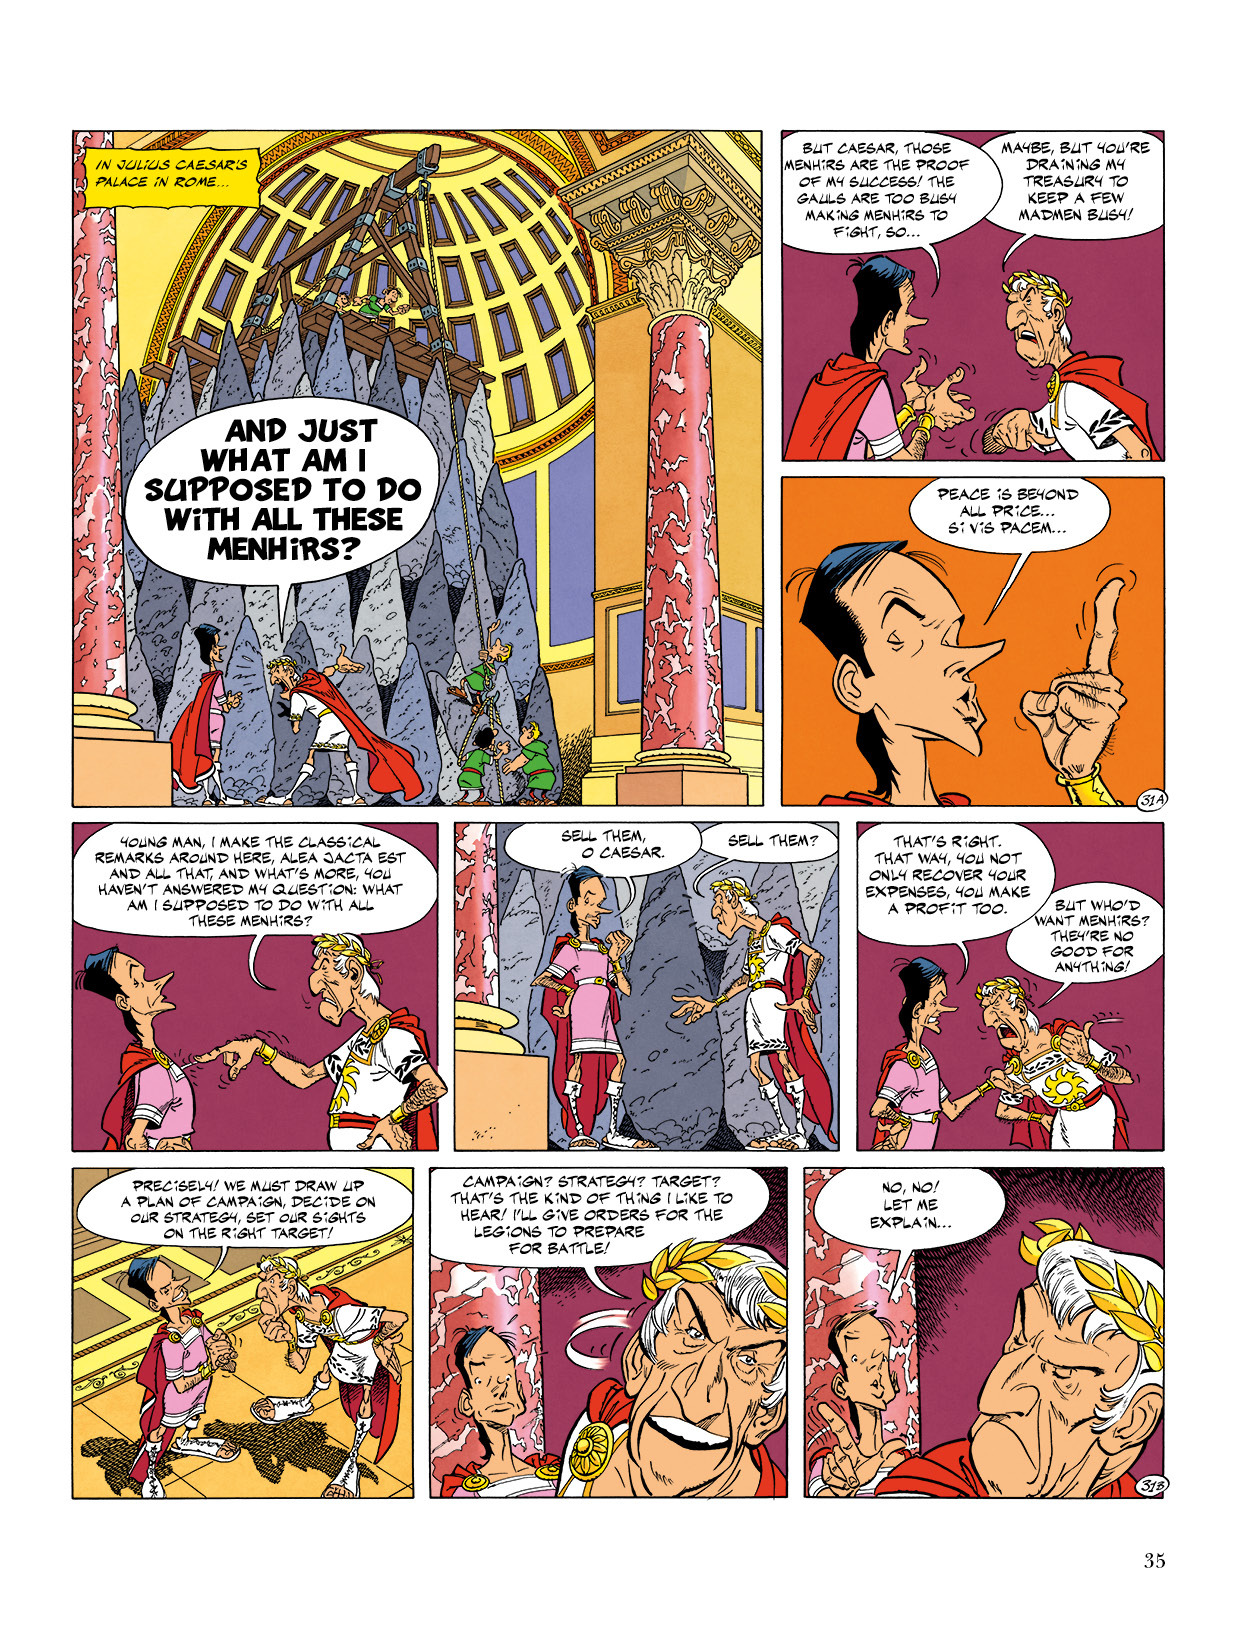 IN JULIUS CAESAR'S
PALACE IN ROME...
AND JUST
WHAT AM I
SUPPOSED TO DO
WITH ALL THESE
MENHIRS?
BUT CAESAR, THOSE
MENHIRS ARE THE PROOF
OF MY SUCCESS! THE
GAULS ARE TOO BUSY
MAKING MENHIRS TO
FIGHT, SO...
MAYBE, BUT YOU'RE
DRAINING MY
TREASURY TO
KEEP A FEW
MADMEN BUSY!
PEACE IS BEYOND
ALL PRICE...
SI VIS PACEM...
31A
YOUNG MAN, I MAKE THE CLASSICAL
REMARKS AROUND HERE, ALEA JACTA EST
AND ALL THAT, AND WHAT'S MORE, YOU
HAVEN'T ANSWERED MY QUESTION: WHAT
AM I SUPPOSED TO DO WITH ALL
THESE MENHIRS?
SELL THEM,
O CAESAR.
SELL THEM?
THAT'S RIGHT.
THAT WAY, YOU NOT
ONLY RECOVER YOUR
EXPENSES, YOU MAKE
A PROFIT TOO.
BUT WHO'D
WANT MENHIRS?
THEY'RE NO
GOOD FOR
ANYTHING!
PRECISELY! WE MUST DRAW UP
A PLAN OF CAMPAIGN, DECIDE ON
OUR STRATEGY, SET OUR SIGHTS
ON THE RIGHT TARGET!
CAMPAIGN? STRATEGY? TARGET?
THAT'S THE KIND OF THING I LIKE TO
HEAR! I'LL GIVE ORDERS FOR THE
LEGIONS TO PREPARE
FOR BATTLE!
NO, NO!
LET ME
EXPLAIN...
31B
35